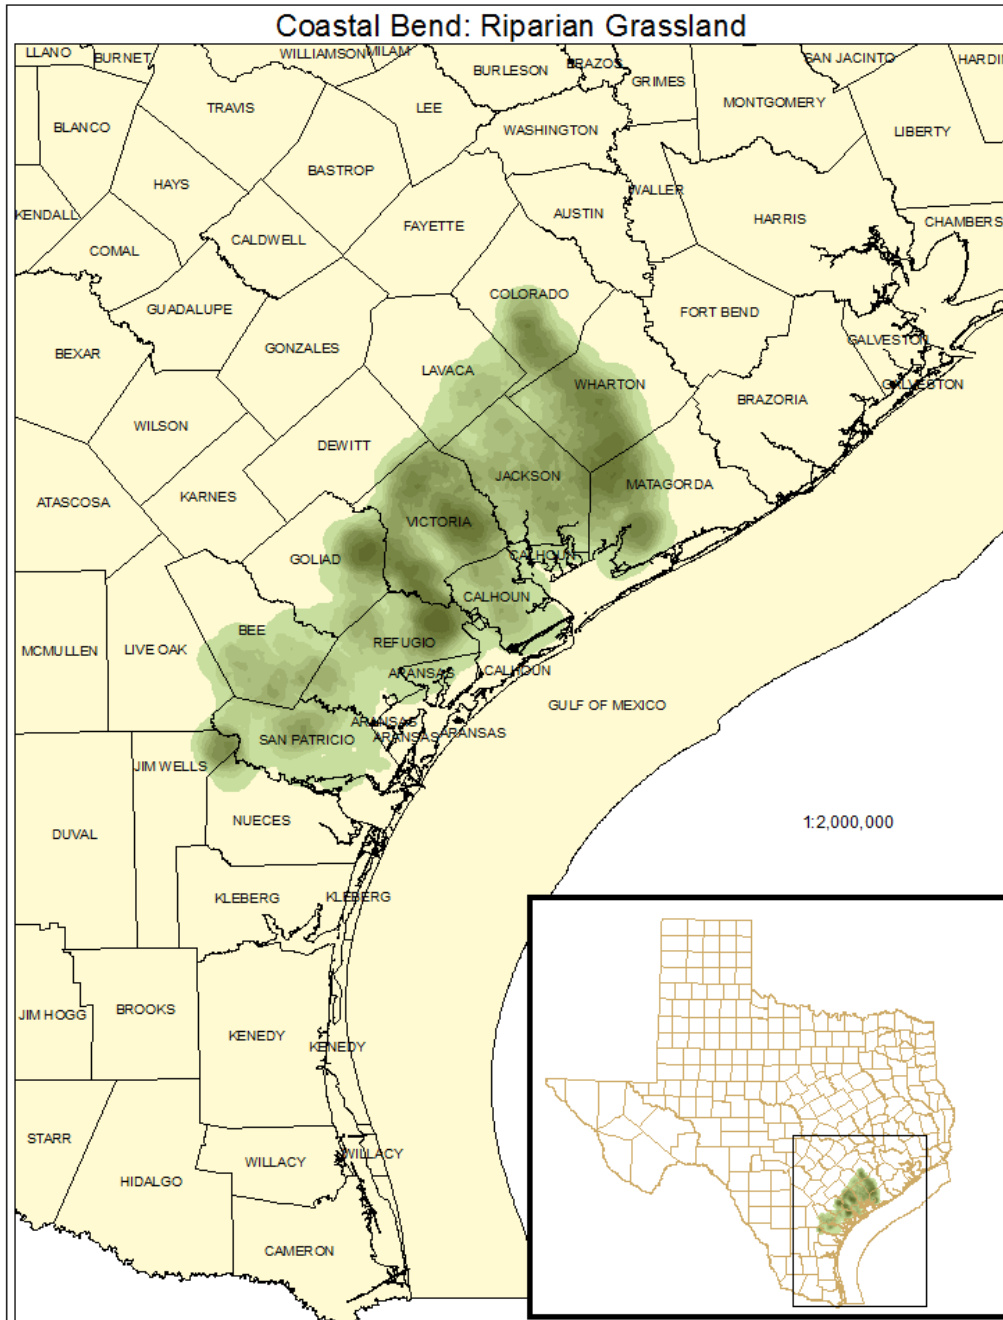 Coastal Bend: Riparian Grassland
LLANO
BURNET
WILLIAMSON
MILAM
BURLESON
BRAZOS
GRIMES
SAN JACINTO
HARDI
BLANCO
TRAVIS
LEE
WASHINGTON
MONTGOMERY
LIBERTY
HAYS
BASTROP
WALLER
KENDALL
COMAL
CALDWELL
FAYETTE
AUSTIN
HARRIS
CHAMBERS
GUADALUPE
COLORADO
FORT BEND
BEXAR
GONZALES
LAVACA
WHARTON
GALVESTON
GALVESTON
BRAZORIA
WILSON
DEWITT
ATASCOSA
KARNES
JACKSON
MATAGORDA
VICTORIA
GOLIAD
CALHOUN
CALHOUN
BEE
REFUGIO
MCMULLEN
LIVE OAK
ARANSAS
CALHOUN
GULF OF MEXICO
ARANSAS
ARANSAS
ARANSAS
SAN PATRICIO
JIM WELLS
NUECES
1:2,000,000
DUVAL
KLEBERG
KLEBERG
JIM HOGG
BROOKS
KENEDY
KENEDY
STARR
HIDALGO
WILLACY
WILLACY
CAMERON